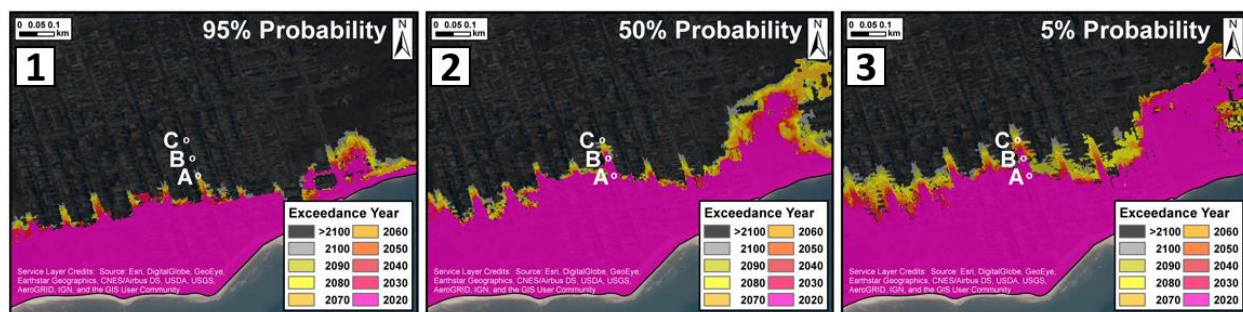 0 0.05 0.1
km
95% Probability
N
1
C
B
A
Exceedance Year
>2100 2060
2100 2050
2090 2040
2080 2030
2070 2020
Service Layer Credits: Source: Esri, DigitalGlobe, GeoEye,
Earthstar Geographics, CNES/Airbus DS, USDA, USGS,
AeroGRID, IGN, and the GIS User Community
0 0.05 0.1
km
50% Probability
N
2
C
B
A
Exceedance Year
>2100 2060
2100 2050
2090 2040
2080 2030
2070 2020
Service Layer Credits: Source: Esri, DigitalGlobe, GeoEye,
Earthstar Geographics, CNES/Airbus DS, USDA, USGS,
AeroGRID, IGN, and the GIS User Community
0 0.05 0.1
km
5% Probability
N
3
C
B
A
Exceedance Year
>2100 2060
2100 2050
2090 2040
2080 2030
2070 2020
Service Layer Credits: Source: Esri, DigitalGlobe, GeoEye,
Earthstar Geographics, CNES/Airbus DS, USDA, USGS,
AeroGRID, IGN, and the GIS User Community